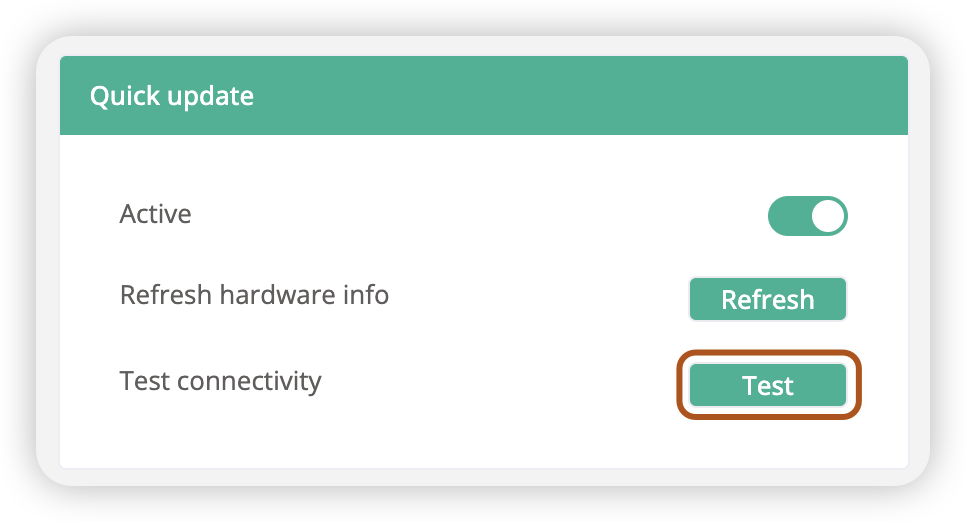 Quick update
Active
Refresh hardware info
Refresh
Test connectivity
Test